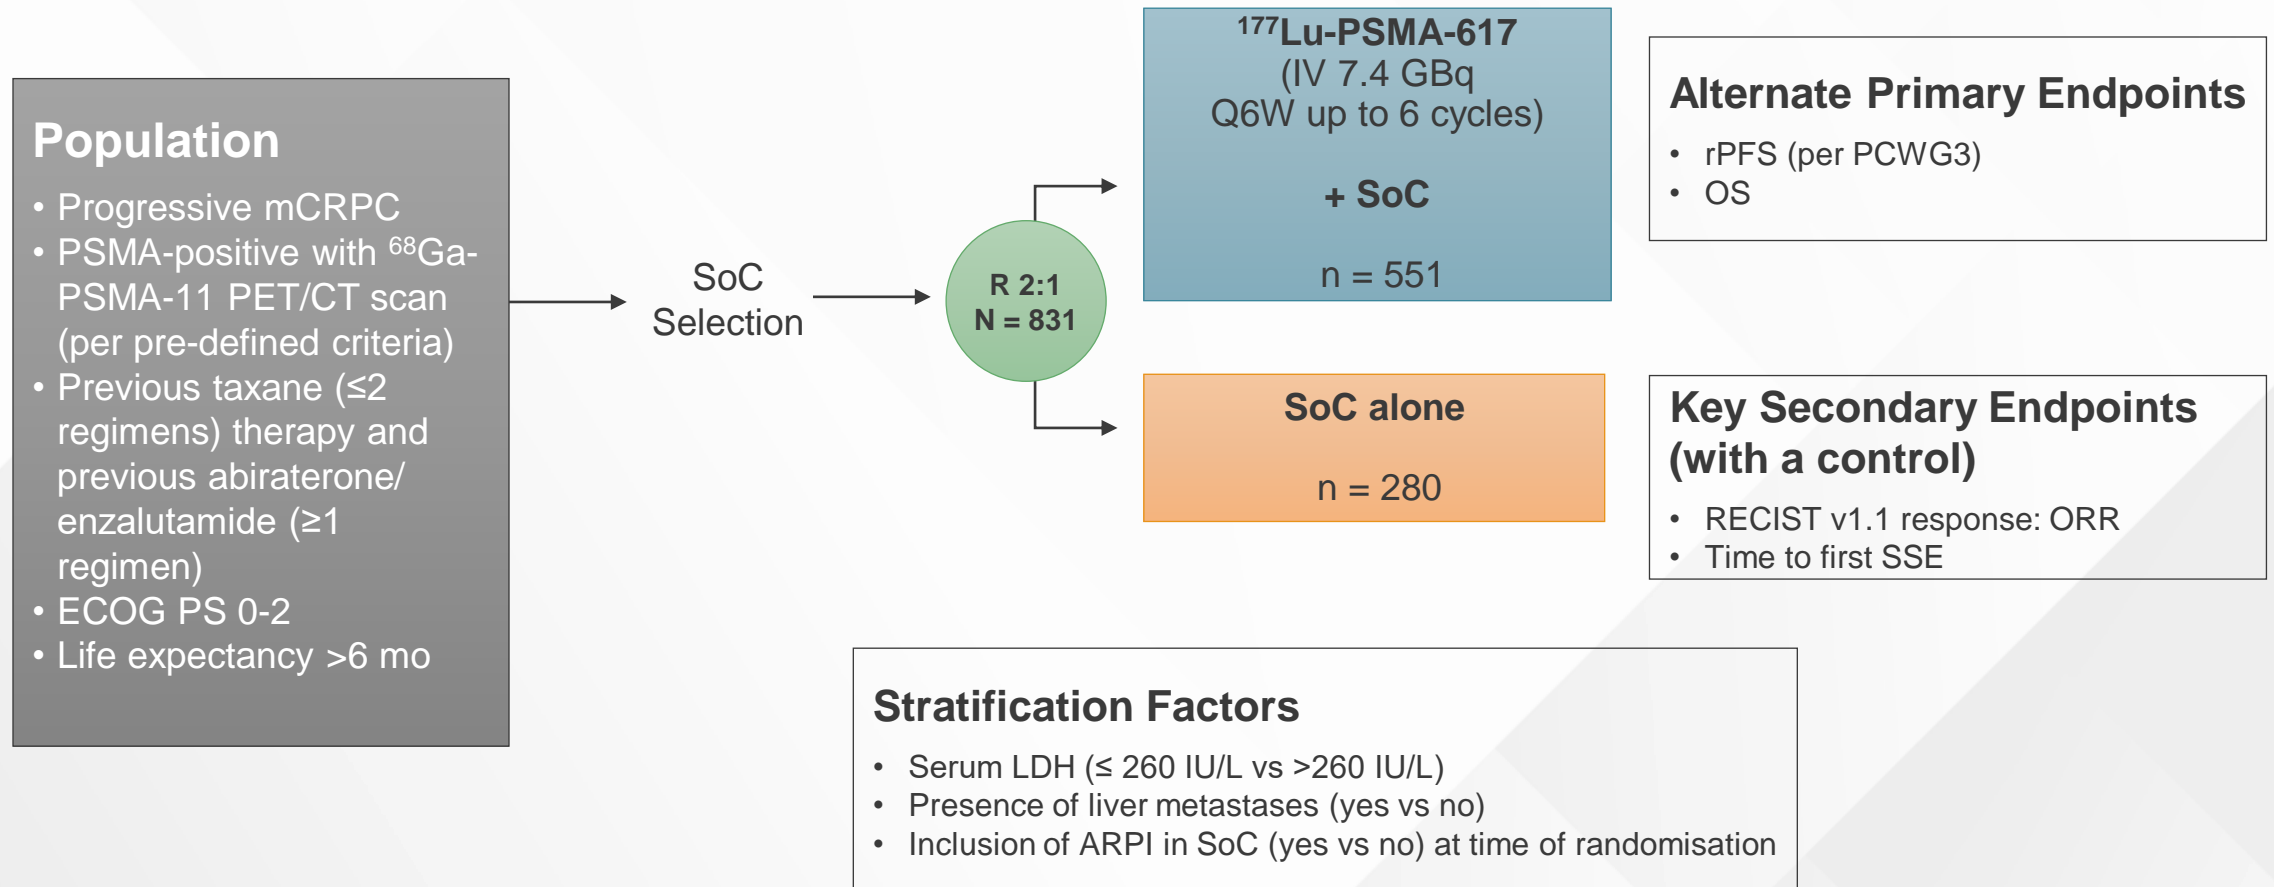 Population
• Progressive mCRPC
• PSMA-positive with ⁶⁸Ga-
PSMA-11 PET/CT scan
(per pre-defined criteria)
• Previous taxane (≤2
regimens) therapy and
previous abiraterone/
enzalutamide (≥1
regimen)
• ECOG PS 0-2
• Life expectancy >6 mo
SoC
Selection
R 2:1
N = 831
¹⁷⁷Lu-PSMA-617
(IV 7.4 GBq
Q6W up to 6 cycles)
+ SoC
n = 551
SoC alone
n = 280
Alternate Primary Endpoints
• rPFS (per PCWG3)
• OS
Key Secondary Endpoints
(with a control)
• RECIST v1.1 response: ORR
• Time to first SSE
Stratification Factors
• Serum LDH (≤ 260 IU/L vs >260 IU/L)
• Presence of liver metastases (yes vs no)
• Inclusion of ARPI in SoC (yes vs no) at time of randomisation